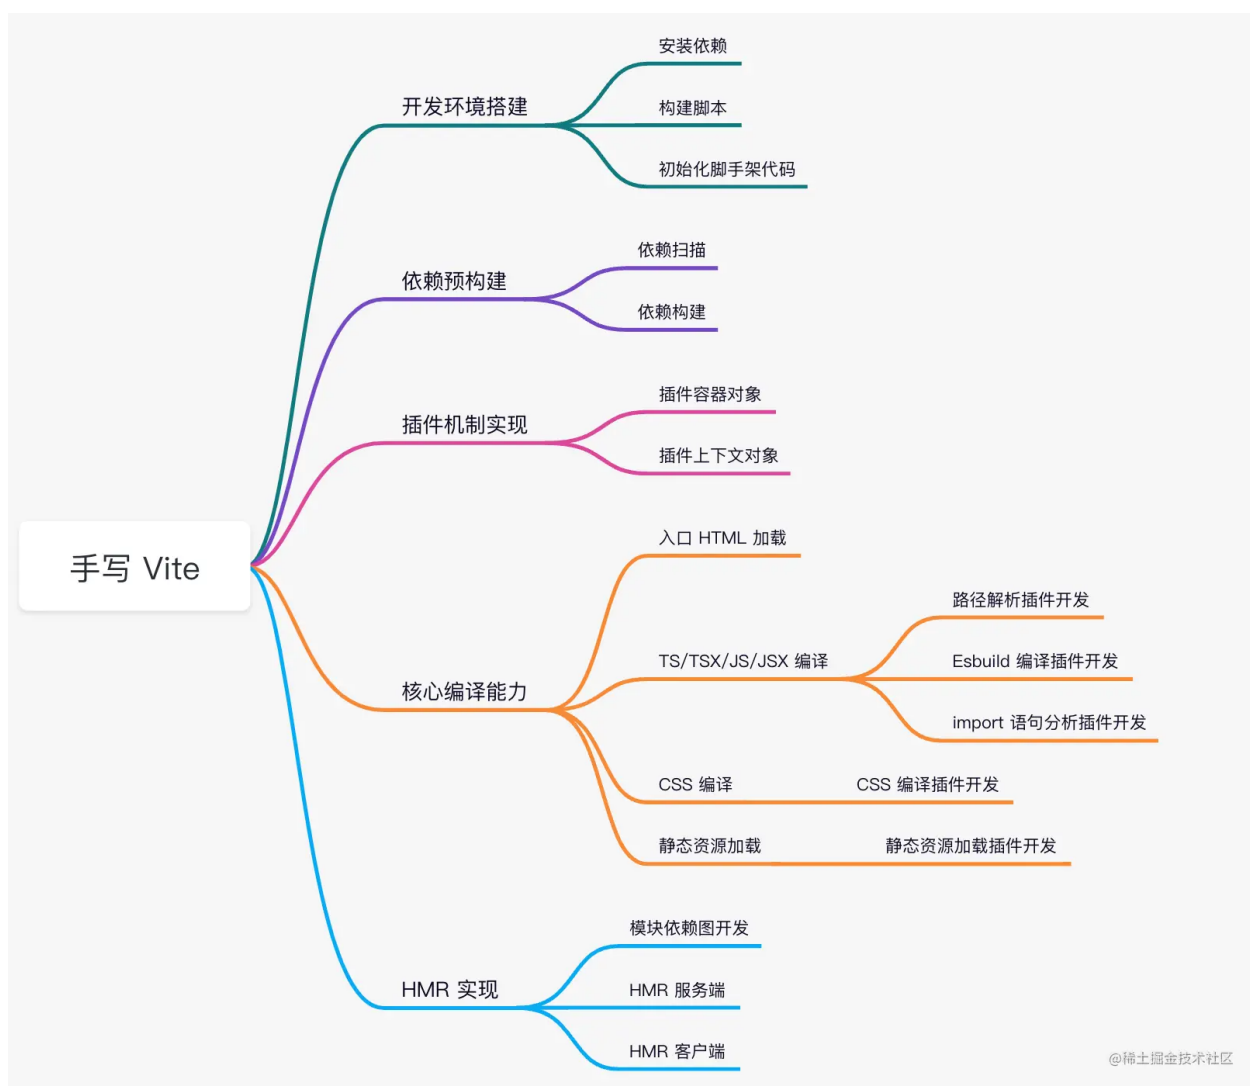 手写 Vite
开发环境搭建
安装依赖
构建脚本
初始化脚手架代码
依赖预构建
依赖扫描
依赖构建
插件机制实现
插件容器对象
插件上下文对象
核心编译能力
入口 HTML 加载
TS/TSX/JS/JSX 编译
路径解析插件开发
Esbuild 编译插件开发
import 语句分析插件开发
CSS 编译
CSS 编译插件开发
静态资源加载
静态资源加载插件开发
HMR 实现
模块依赖图开发
HMR 服务端
HMR 客户端
@稀土掘金技术社区